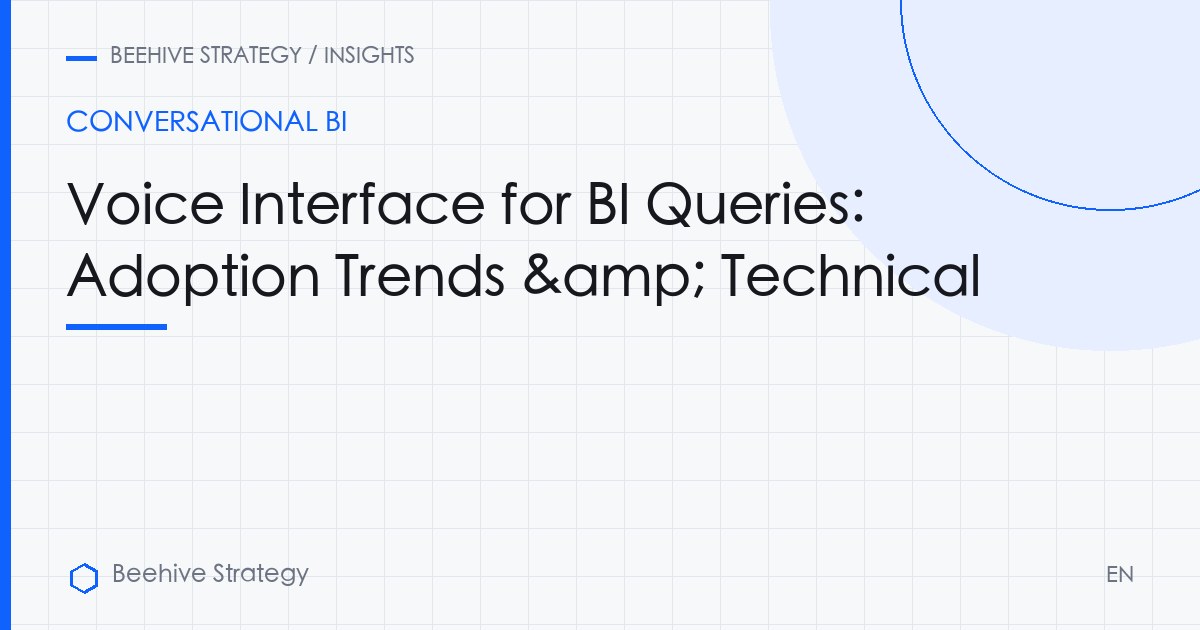 BEEHIVE STRATEGY / INSIGHTS
CONVERSATIONAL BI
Voice Interface for BI Queries:
Adoption Trends &amp; Technical
Beehive Strategy
EN